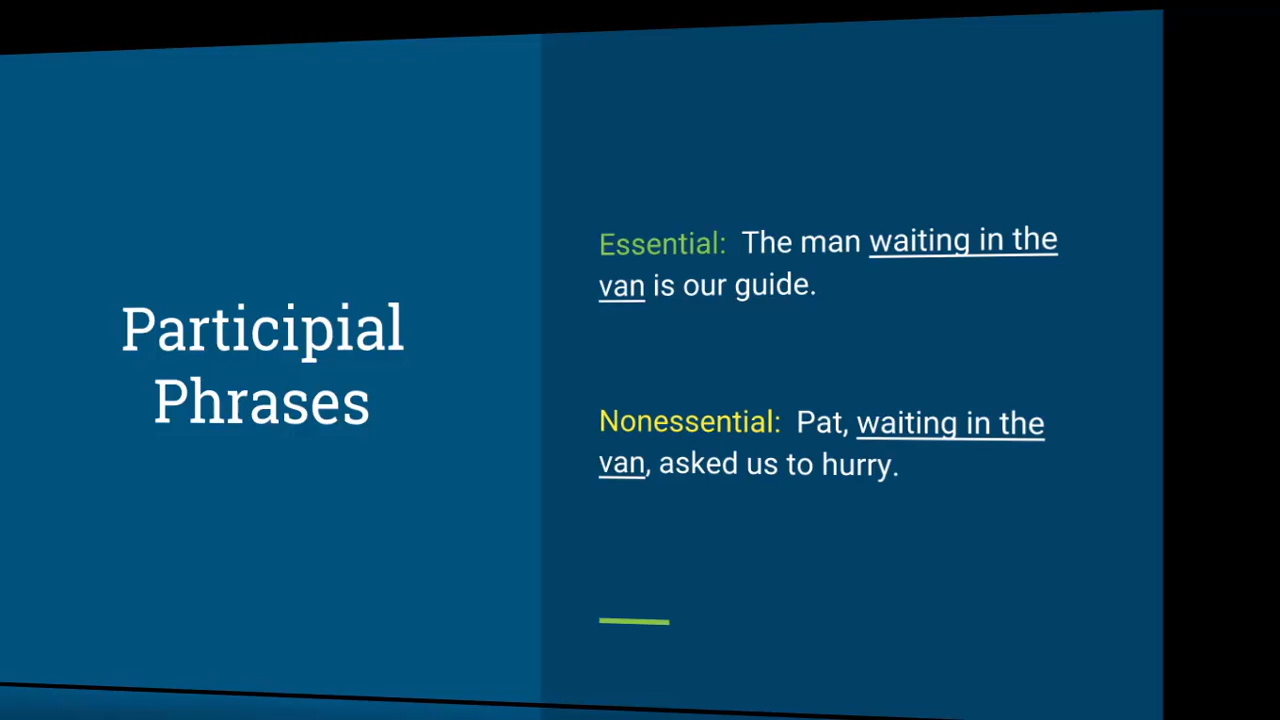 Participial
Phrases
Essential: The man waiting in the
van is our guide.
Nonessential: Pat, waiting in the
van, asked us to hurry.